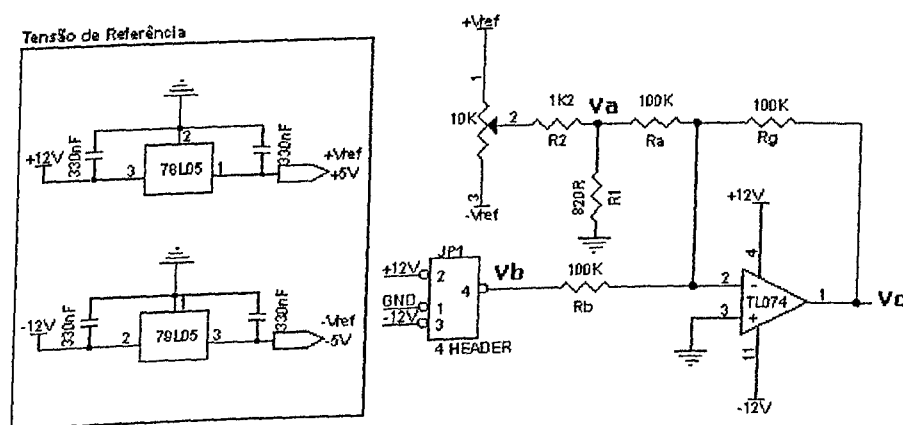 Tensão de Referência
+12V
330nF
2
3
78L05
1
330nF
+Vref
+5V
-12V
330nF
1
2
79L05
3
330nF
-Vref
-5V
+Vref
1
10K
2
3
-Vref
1K2
R2
Va
100K
Ra
100K
Rg
820R
R1
JP1
+12V
2
GND
1
-12V
3
4
4 HEADER
Vb
100K
Rb
+12V
4
2
-
TL074
3
+
1
11
-12V